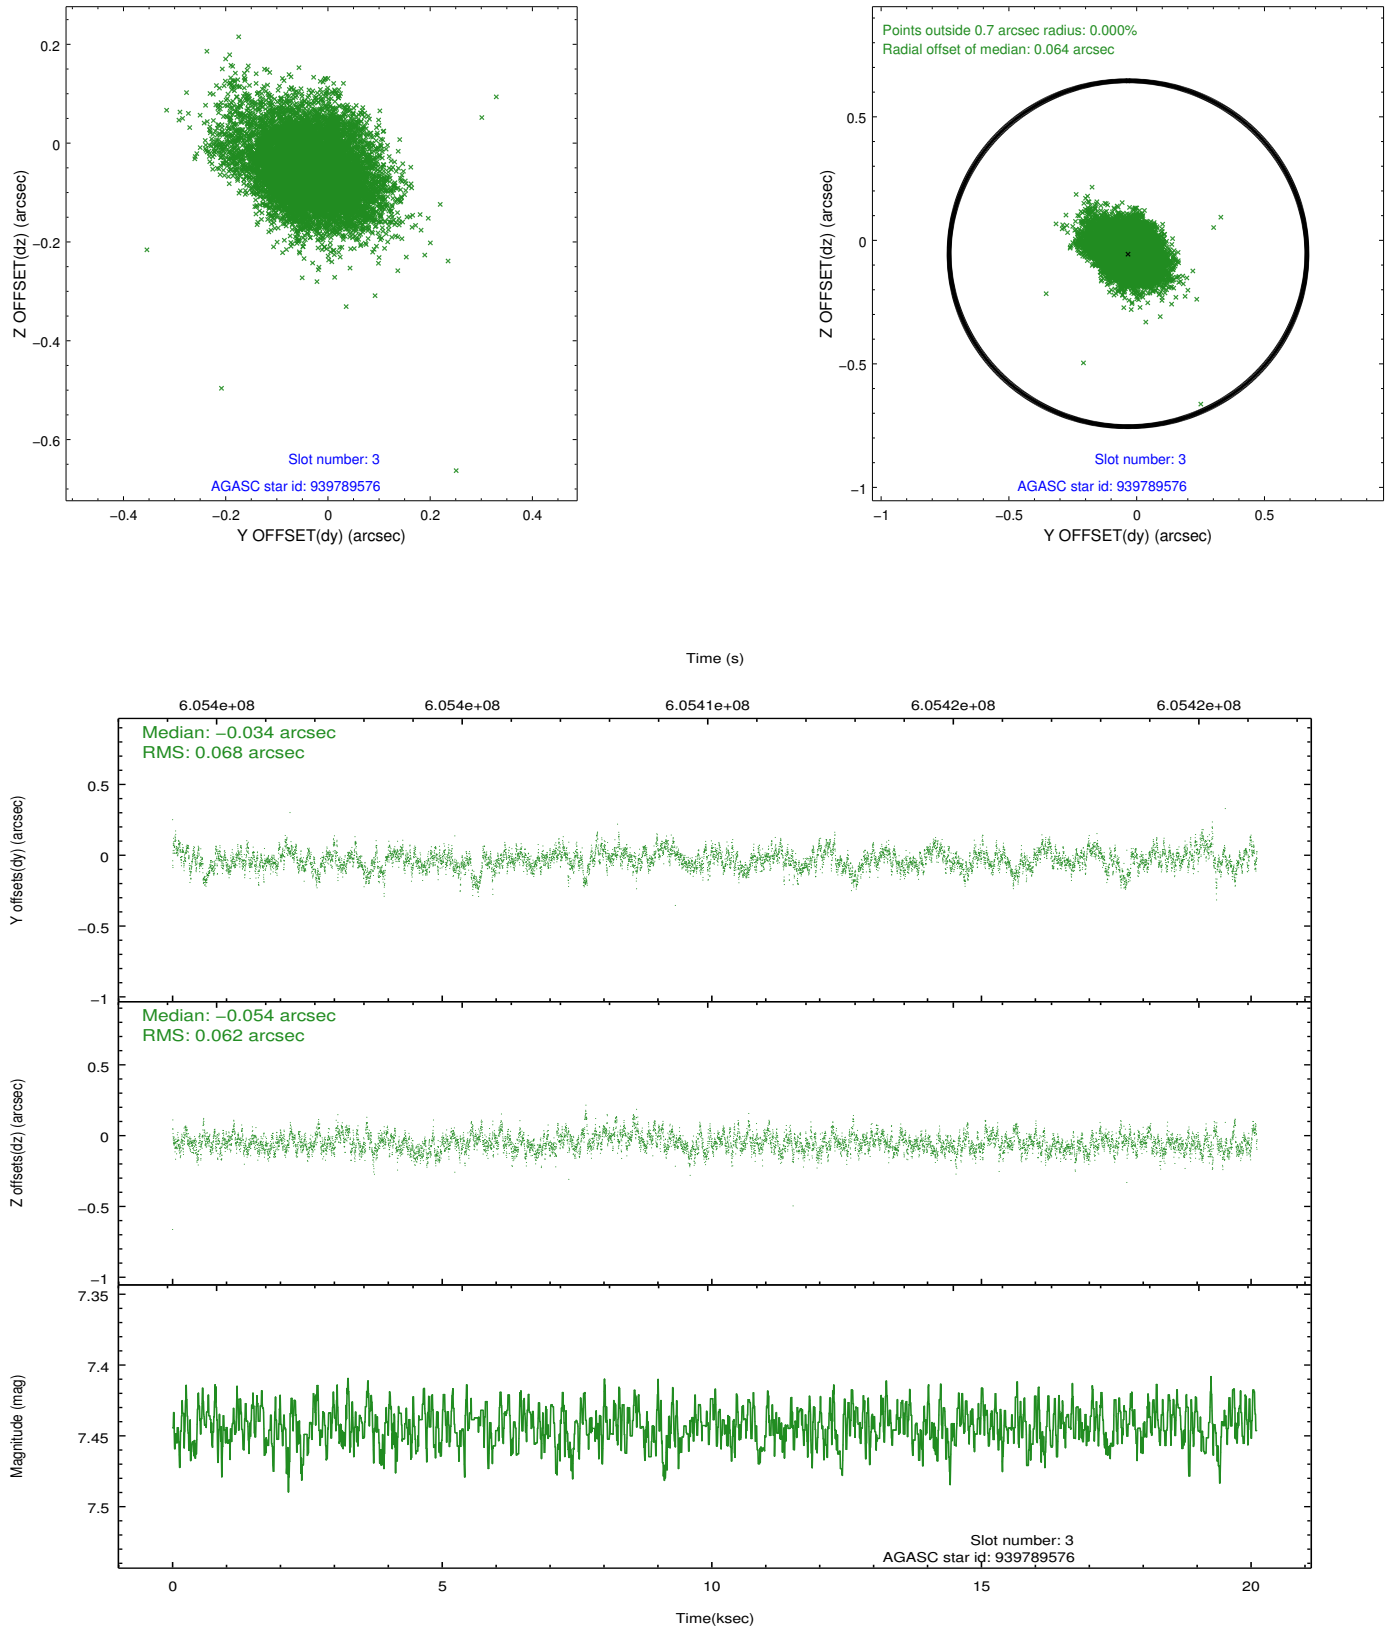 0.2
0
−0.2
−0.4
−0.6
Z OFFSET(dz) (arcsec)
Slot number: 3
AGASC star id: 939789576
−0.4
−0.2
0
0.2
0.4
Y OFFSET(dy) (arcsec)
Points outside 0.7 arcsec radius: 0.000%
Radial offset of median: 0.064 arcsec
0.5
0
−0.5
−1
Z OFFSET(dz) (arcsec)
Slot number: 3
AGASC star id: 939789576
−1
−0.5
0
0.5
Y OFFSET(dy) (arcsec)
Time (s)
6.054e+08
6.054e+08
6.0541e+08
6.0542e+08
6.0542e+08
Median: −0.034 arcsec
RMS: 0.068 arcsec
0.5
0
−0.5
−1
Y offsets(dy) (arcsec)
Median: −0.054 arcsec
RMS: 0.062 arcsec
0.5
0
−0.5
−1
Z offsets(dz) (arcsec)
7.35
7.4
7.45
7.5
Magnitude (mag)
Slot number: 3
AGASC star id: 939789576
0
5
10
15
20
Time(ksec)